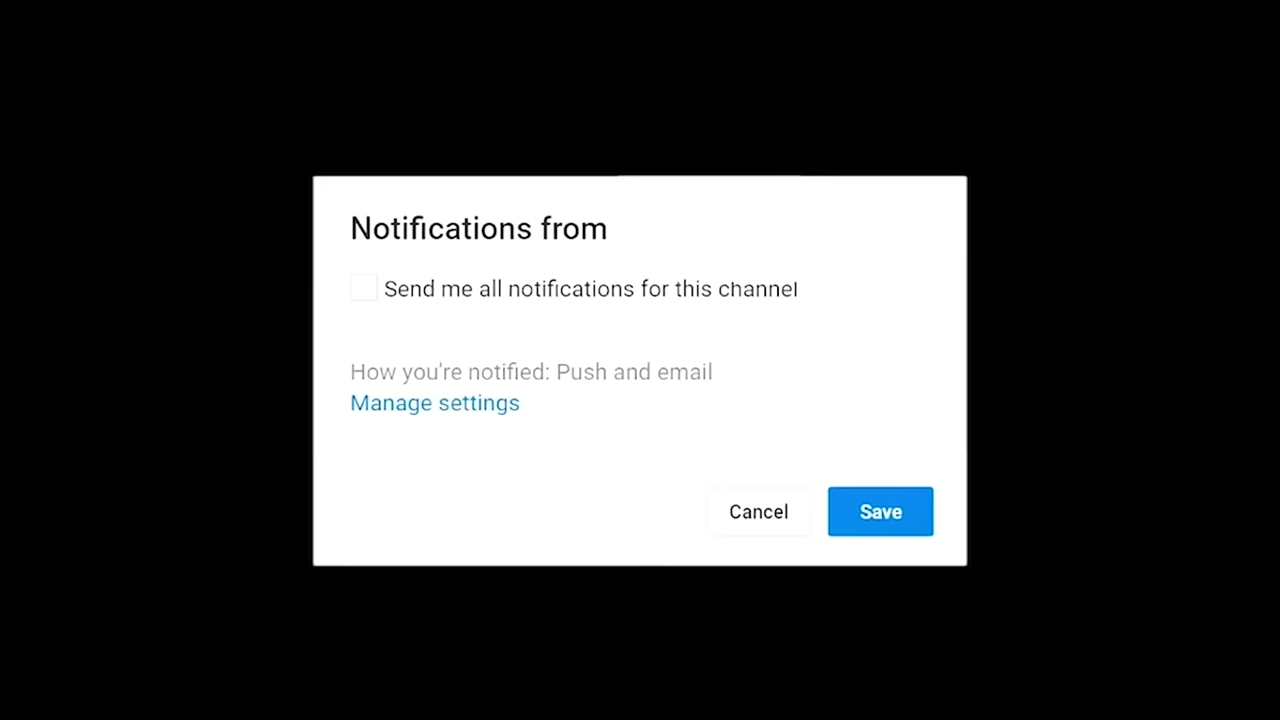 Notifications from
Send me all notifications for this channel
How you're notified: Push and email
Manage settings
Cancel
Save